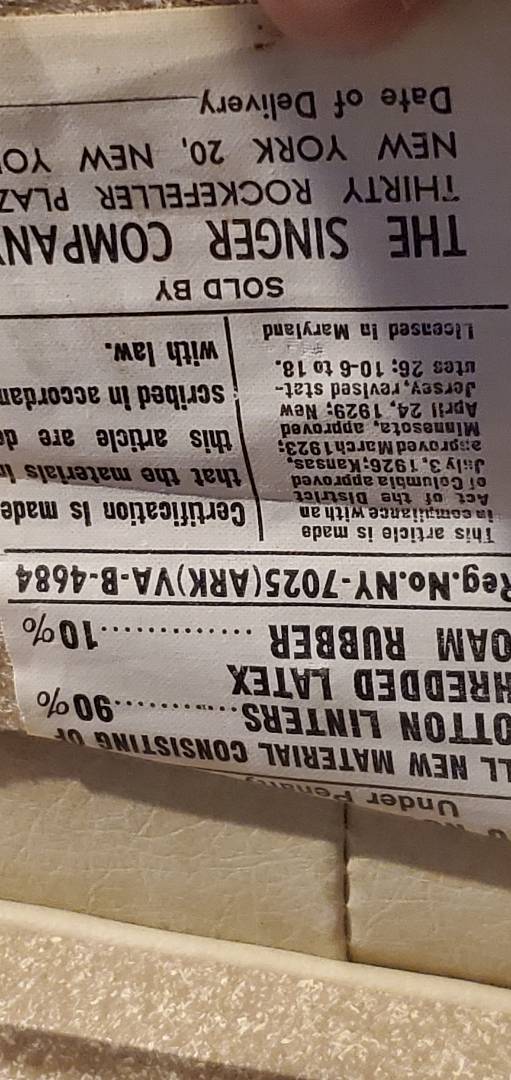 Under Penalty
LL NEW MATERIAL CONSISTING OF
OTTON LINTERS..............90%
HREDDED LATEX
OAM RUBBER ..............10%
Reg.No.NY-7025(ARK)VA-B-4684
This article is made
in compliance with an
Act of the District
of Columbia approved
July 3, 1926; Kansas,
approved March 1923;
Minnesota, approved
April 24, 1929; New
Jersey, revised stat-
utes 26: 10-6 to 18.
Licensed in Maryland
Certification is made
that the materials in
this article are de
scribed in accordan
with law.
SOLD BY
THE SINGER COMPANY
THIRTY ROCKEFELLER PLAZ
NEW YORK 20, NEW YOR
Date of Delivery